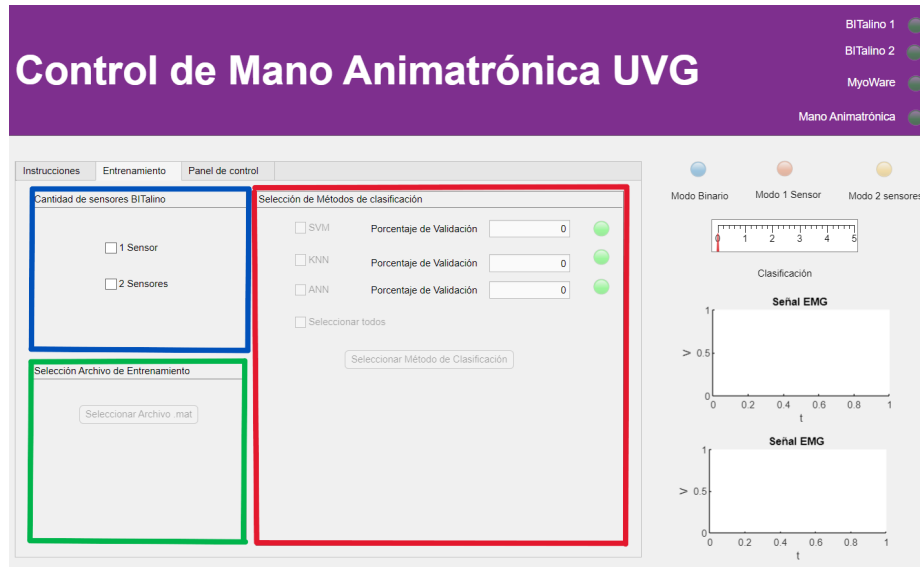 Control de Mano Animatrónica UVG
BITalino 1
BITalino 2
MyoWare
Mano Animatrónica
Instrucciones
Entrenamiento
Panel de control
Cantidad de sensores BITalino
1 Sensor
2 Sensores
Selección Archivo de Entrenamiento
Seleccionar Archivo .mat
Selección de Métodos de clasificación
SVM Porcentaje de Validación 0
KNN Porcentaje de Validación 0
ANN Porcentaje de Validación 0
Seleccionar todos
Seleccionar Método de Clasificación
Modo Binario
Modo 1 Sensor
Modo 2 sensores
0 1 2 3 4 5
Clasificación
Señal EMG
1
V 0.5
0
0 0.2 0.4 0.6 0.8 1
t
Señal EMG
1
V 0.5
0
0 0.2 0.4 0.6 0.8 1
t